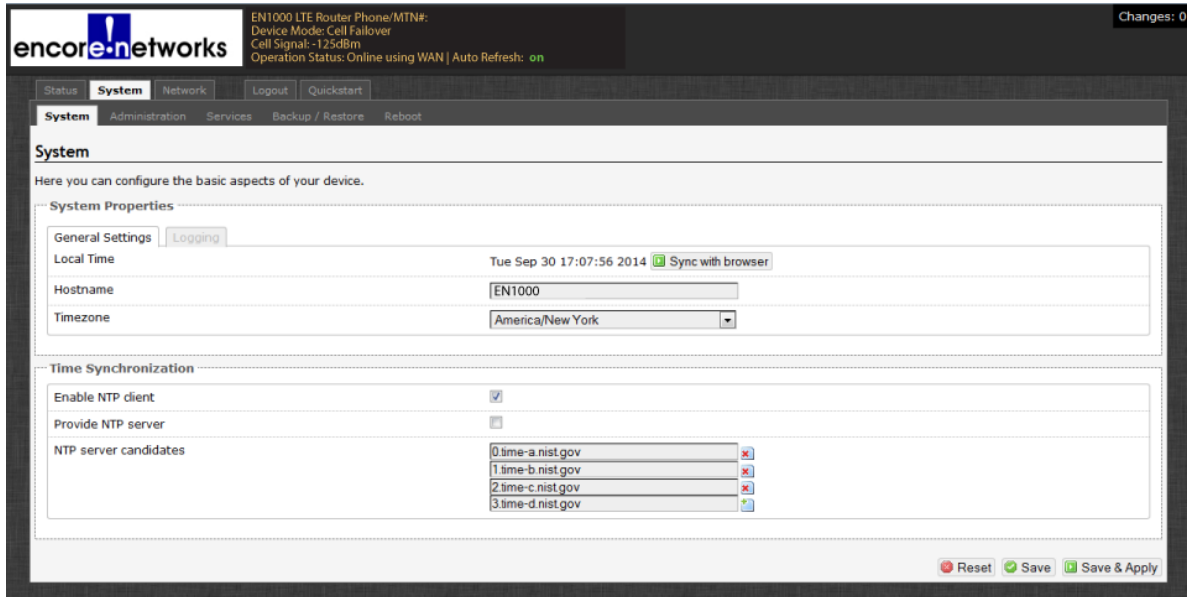 encore networks
EN1000 LTE Router Phone/MTN#:
Device Mode: Cell Failover
Cell Signal: -125dBm
Operation Status: Online using WAN | Auto Refresh: on
Changes: 0
Status System Network Logout Quickstart
System Administration Services Backup / Restore Reboot
System
Here you can configure the basic aspects of your device.
System Properties
General Settings Logging
Local Time Tue Sep 30 17:07:56 2014 Sync with browser
Hostname EN1000
Timezone America/New York
Time Synchronization
Enable NTP client
Provide NTP server
NTP server candidates 0.time-a.nist.gov
1.time-b.nist.gov
2.time-c.nist.gov
3.time-d.nist.gov
Reset Save Save & Apply